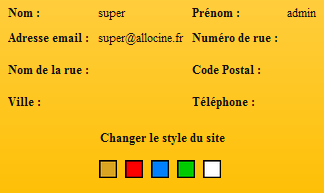 Nom : super Prénom : admin
Adresse email : super@allocine.fr Numéro de rue :
Nom de la rue : Code Postal :
Ville : Téléphone :
Changer le style du site